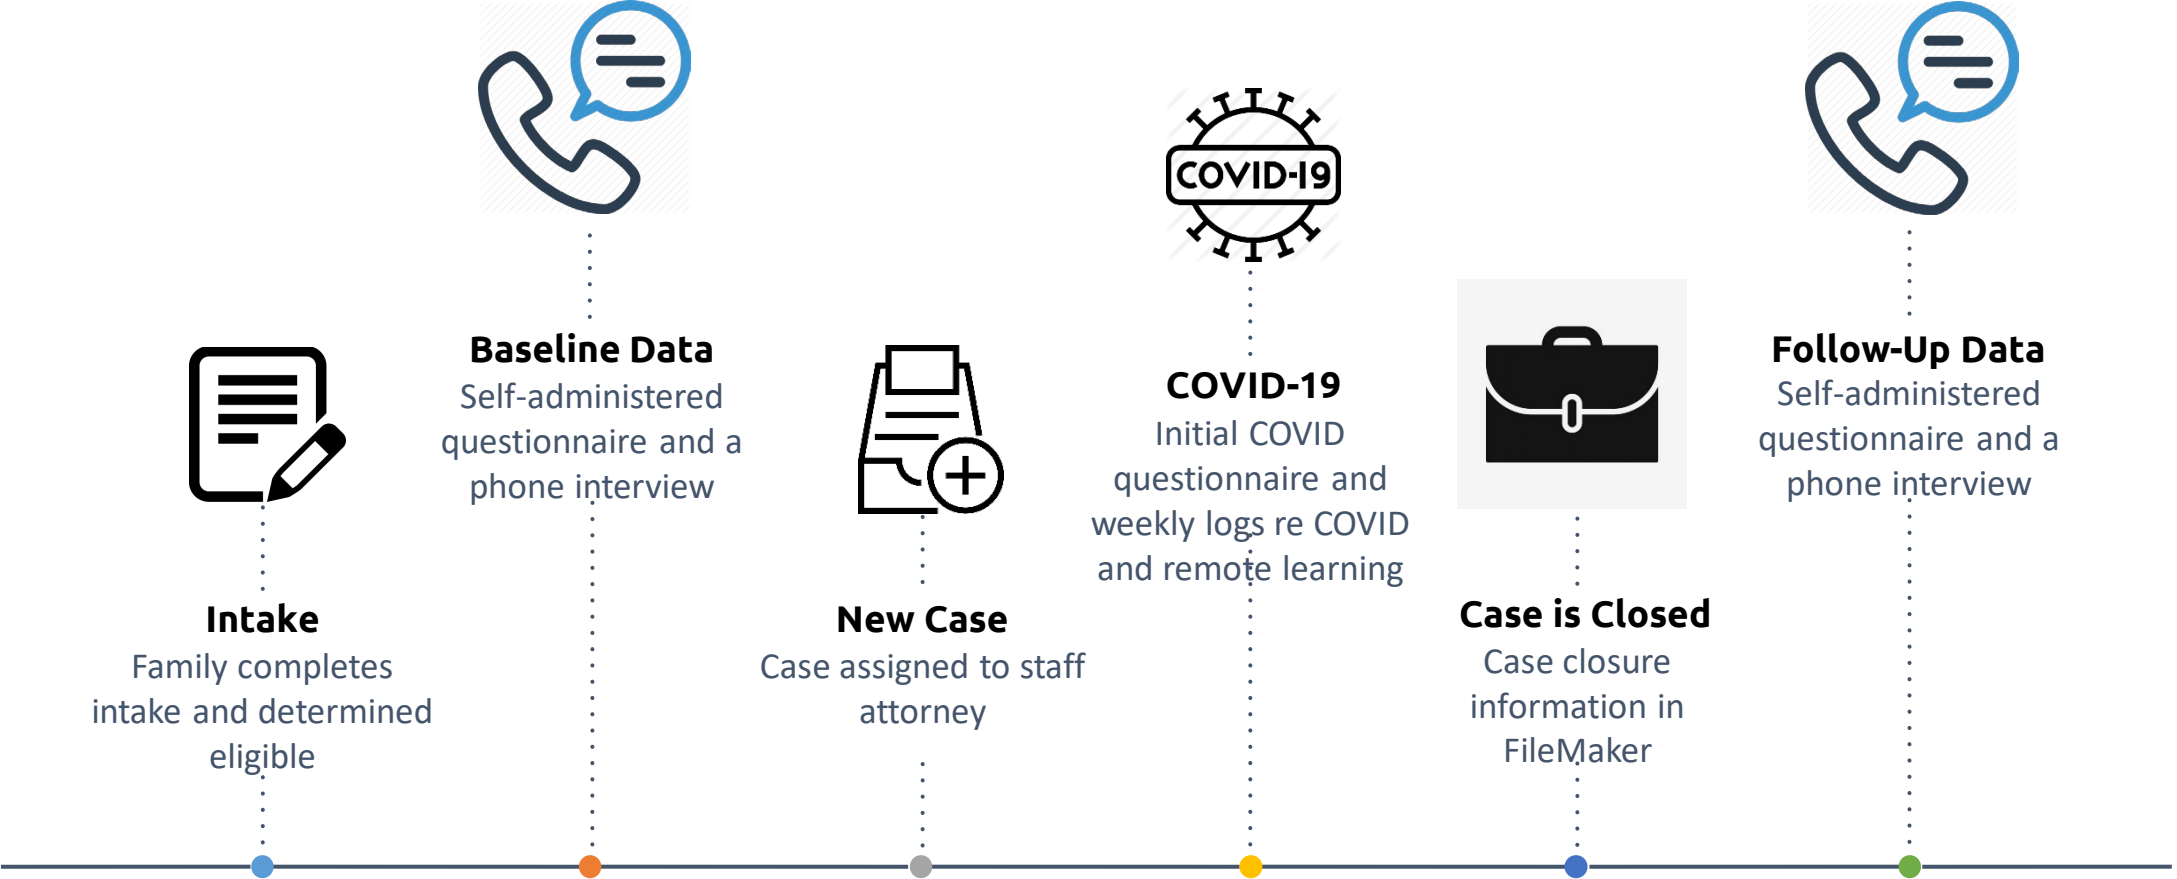 Intake
Family completes
intake and determined
eligible
Baseline Data
Self-administered
questionnaire and a
phone interview
New Case
Case assigned to staff
attorney
COVID-19
COVID-19
Initial COVID
questionnaire and
weekly logs re COVID
and remote learning
Case is Closed
Case closure
information in
FileMaker
Follow-Up Data
Self-administered
questionnaire and a
phone interview